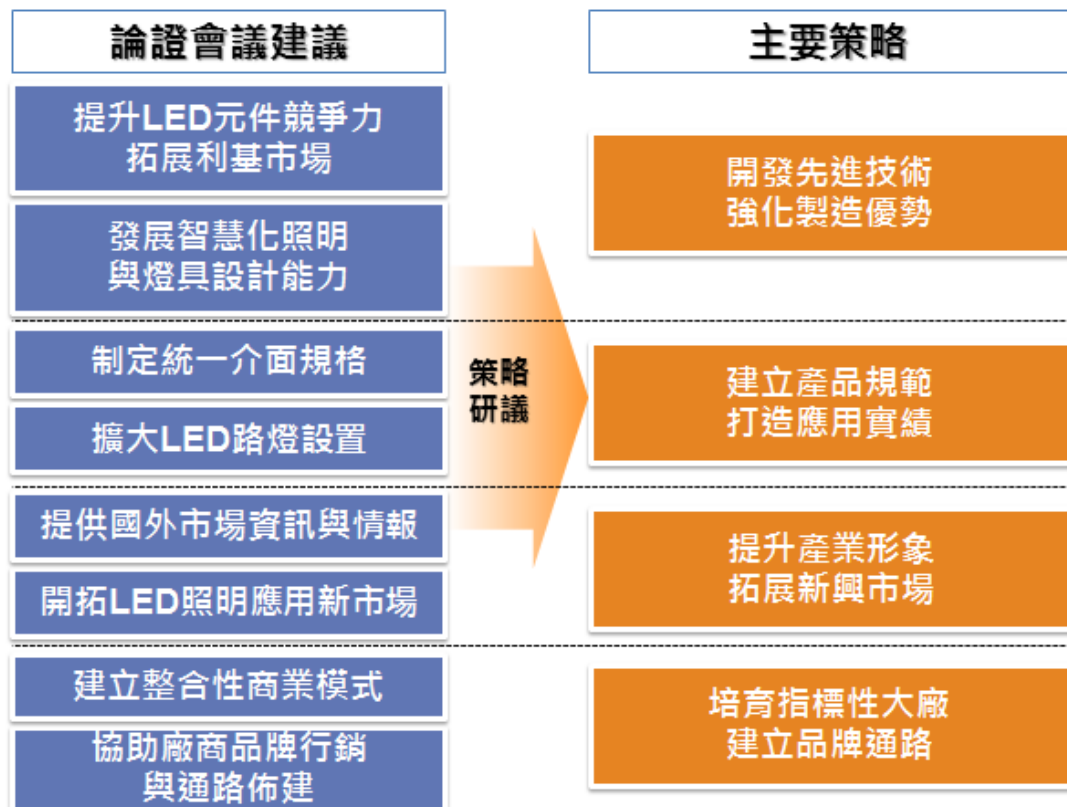 論證會議建議
提升LED元件競爭力
拓展利基市場
發展智慧化照明
與燈具設計能力
制定統一介面規格
擴大LED路燈設置
提供國外市場資訊與情報
開拓LED照明應用新市場
建立整合性商業模式
協助廠商品牌行銷
與通路佈建
策略
研議
主要策略
開發先進技術
強化製造優勢
建立產品規範
打造應用實績
提升產業形象
拓展新興市場
培育指標性大廠
建立品牌通路